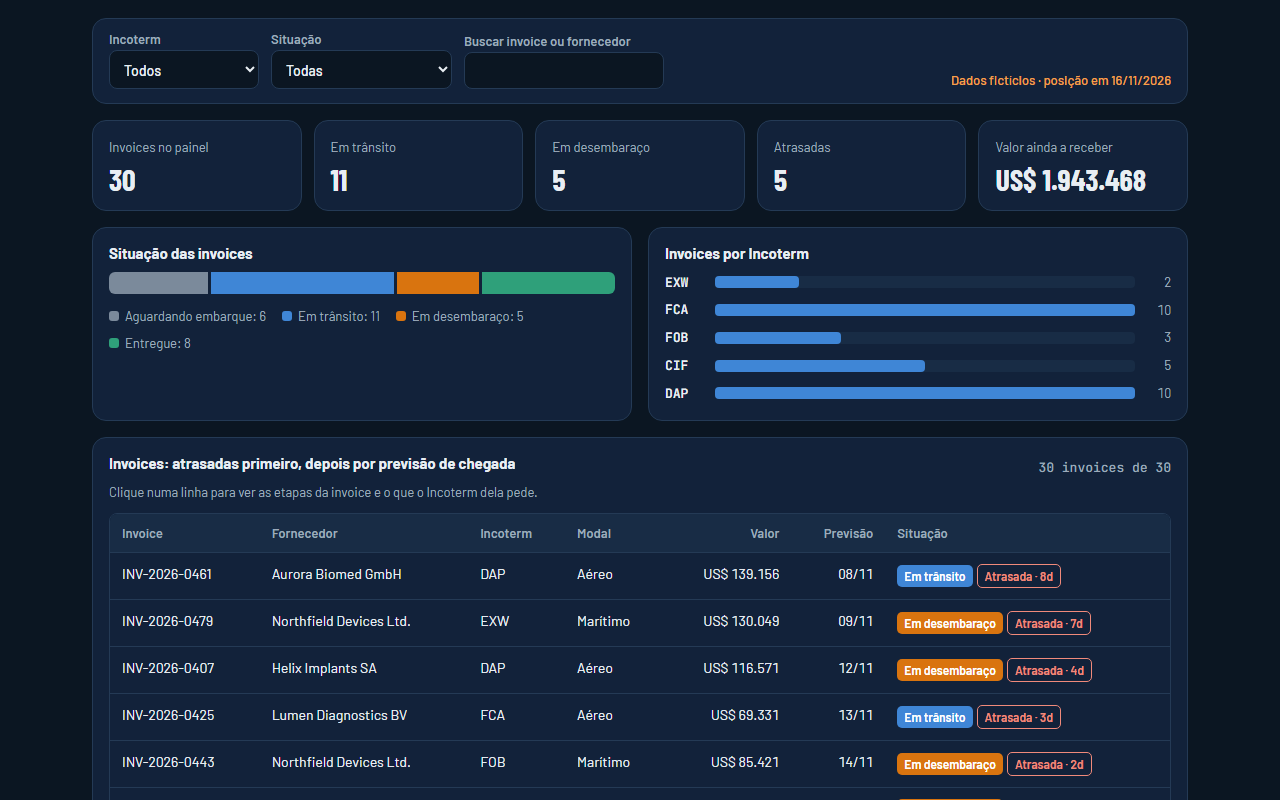 Incoterm
Situação
Buscar invoice ou fornecedor
Todos
Todas
Dados fictícios · posição em 16/11/2026
Invoices no painel
30
Em trânsito
11
Em desembaraço
5
Atrasadas
5
Valor ainda a receber
US$ 1.943.468
Situação das invoices
Aguardando embarque: 6
Em trânsito: 11
Em desembaraço: 5
Entregue: 8
Invoices por Incoterm
EXW 2
FCA 10
FOB 3
CIF 5
DAP 10
Invoices: atrasadas primeiro, depois por previsão de chegada
30 invoices de 30
Clique numa linha para ver as etapas da invoice e o que o Incoterm dela pede.
Invoice Fornecedor Incoterm Modal Valor Previsão Situação
INV-2026-0461 Aurora Biomed GmbH DAP Aéreo US$ 139.156 08/11 Em trânsito Atrasada · 8d
INV-2026-0479 Northfield Devices Ltd. EXW Marítimo US$ 130.049 09/11 Em desembaraço Atrasada · 7d
INV-2026-0407 Helix Implants SA DAP Aéreo US$ 116.571 12/11 Em desembaraço Atrasada · 4d
INV-2026-0425 Lumen Diagnostics BV FCA Aéreo US$ 69.331 13/11 Em trânsito Atrasada · 3d
INV-2026-0443 Northfield Devices Ltd. FOB Marítimo US$ 85.421 14/11 Em desembaraço Atrasada · 2d